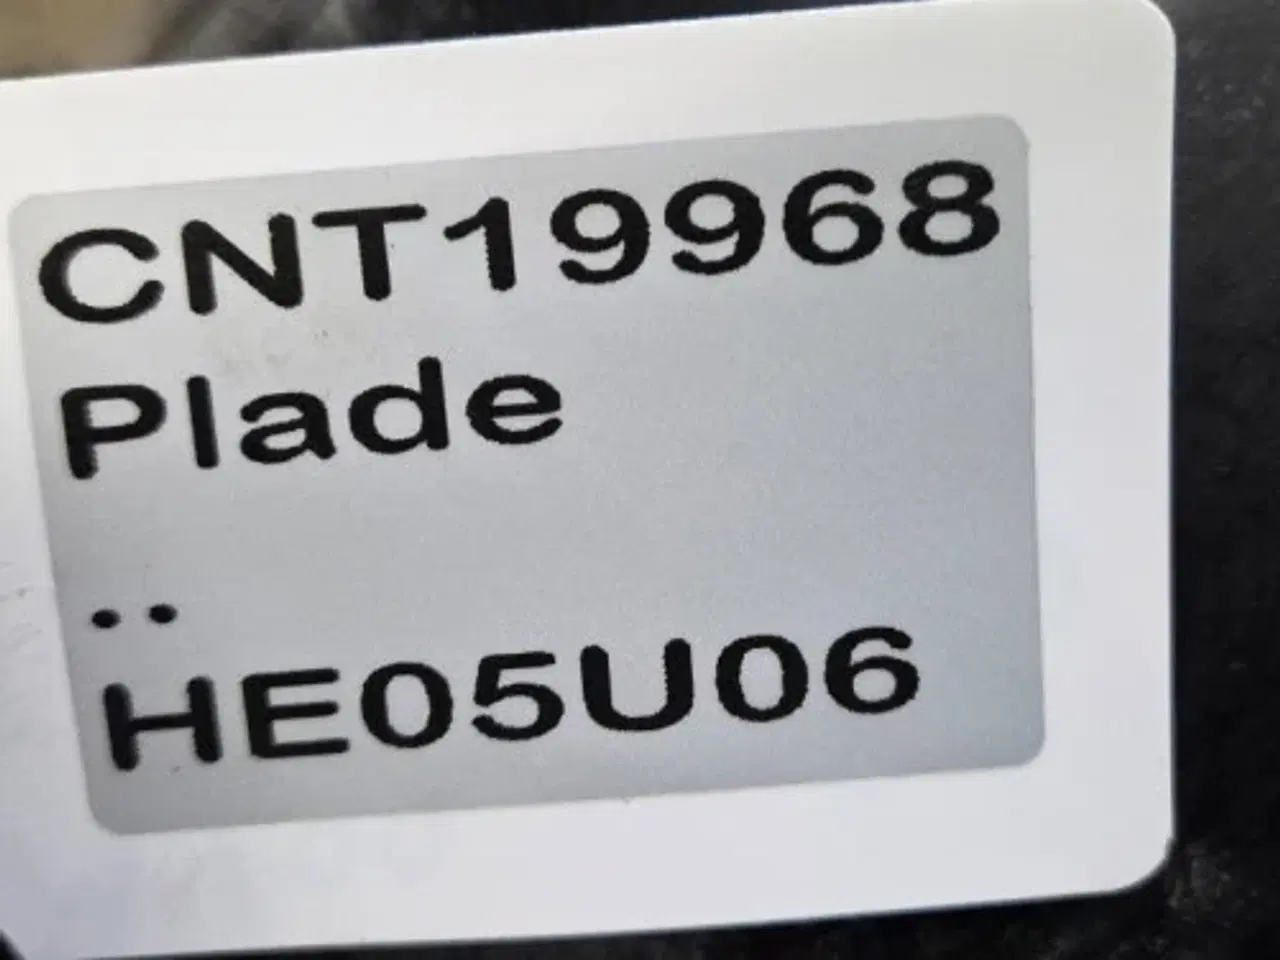 CNT19968
Plade
..
HE05U06